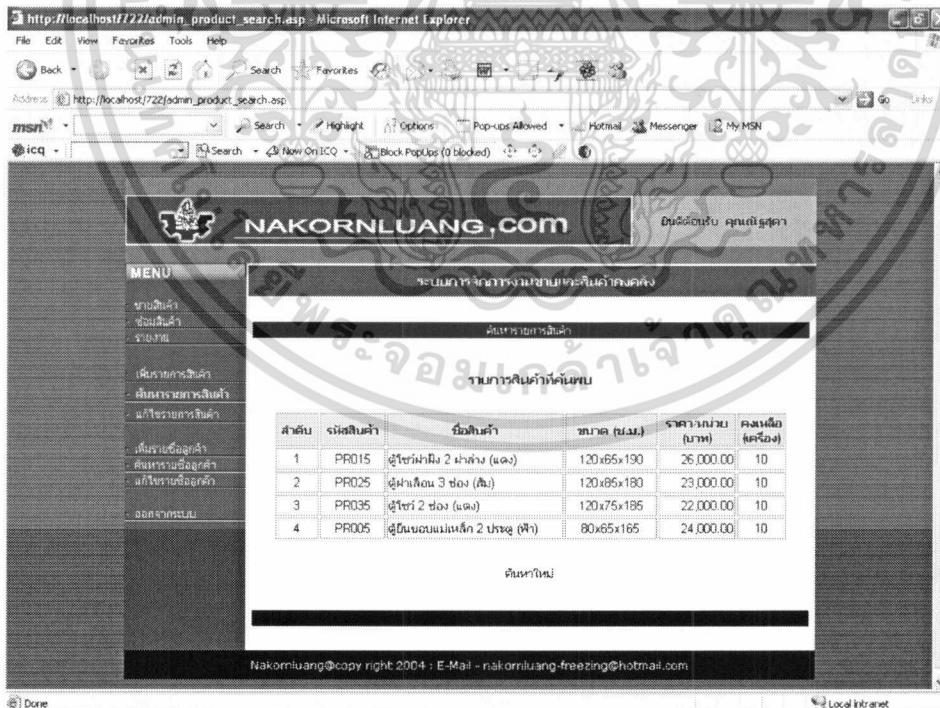 http://localhost/722/admin_product_search.asp - Microsoft Internet Explorer
File Edit View Favorites Tools Help
Back Search Favorites
Address http://localhost/722/admin_product_search.asp Go Links
msn Search Highlight Options Pop-ups Allowed Hotmail Messenger My MSN
icq Search Now On ICQ Block PopUps (0 blocked)
NAKORNLUANG.com
ยินดีต้อนรับ คุณณัฐสุดา
MENU
ระบบการจัดการงานขายและสินค้าคงคลัง
- ขายสินค้า
- ซ่อมสินค้า
- รายงาน
ค้นหารายการสินค้า
- เพิ่มรายการสินค้า
- ค้นหารายการสินค้า
- แก้ไขรายการสินค้า
- เพิ่มรายชื่อลูกค้า
- ค้นหารายชื่อลูกค้า
- แก้ไขรายชื่อลูกค้า
- ออกจากระบบ
รายการสินค้าที่ค้นพบ
ลำดับ รหัสสินค้า ชื่อสินค้า ขนาด (ซ.ม.) ราคา/หน่วย (บาท) คงเหลือ (เครื่อง)
1 PR015 ตู้โชว์ฝาฝึง 2 ฝาล่าง (แดง) 120x65x190 26,000.00 10
2 PR025 ตู้ฝาเลื่อน 3 ช่อง (ส้ม) 120x85x180 23,000.00 10
3 PR035 ตู้โชว์ 2 ช่อง (แดง) 120x75x185 22,000.00 10
4 PR005 ตู้ยืนขอบแม่เหล็ก 2 ประตู (ฟ้า) 80x65x165 24,000.00 10
ค้นหาใหม่
Nakornluang@copy right 2004 : E-Mail - nakornluang-freezing@hotmail.com
Done Local intranet